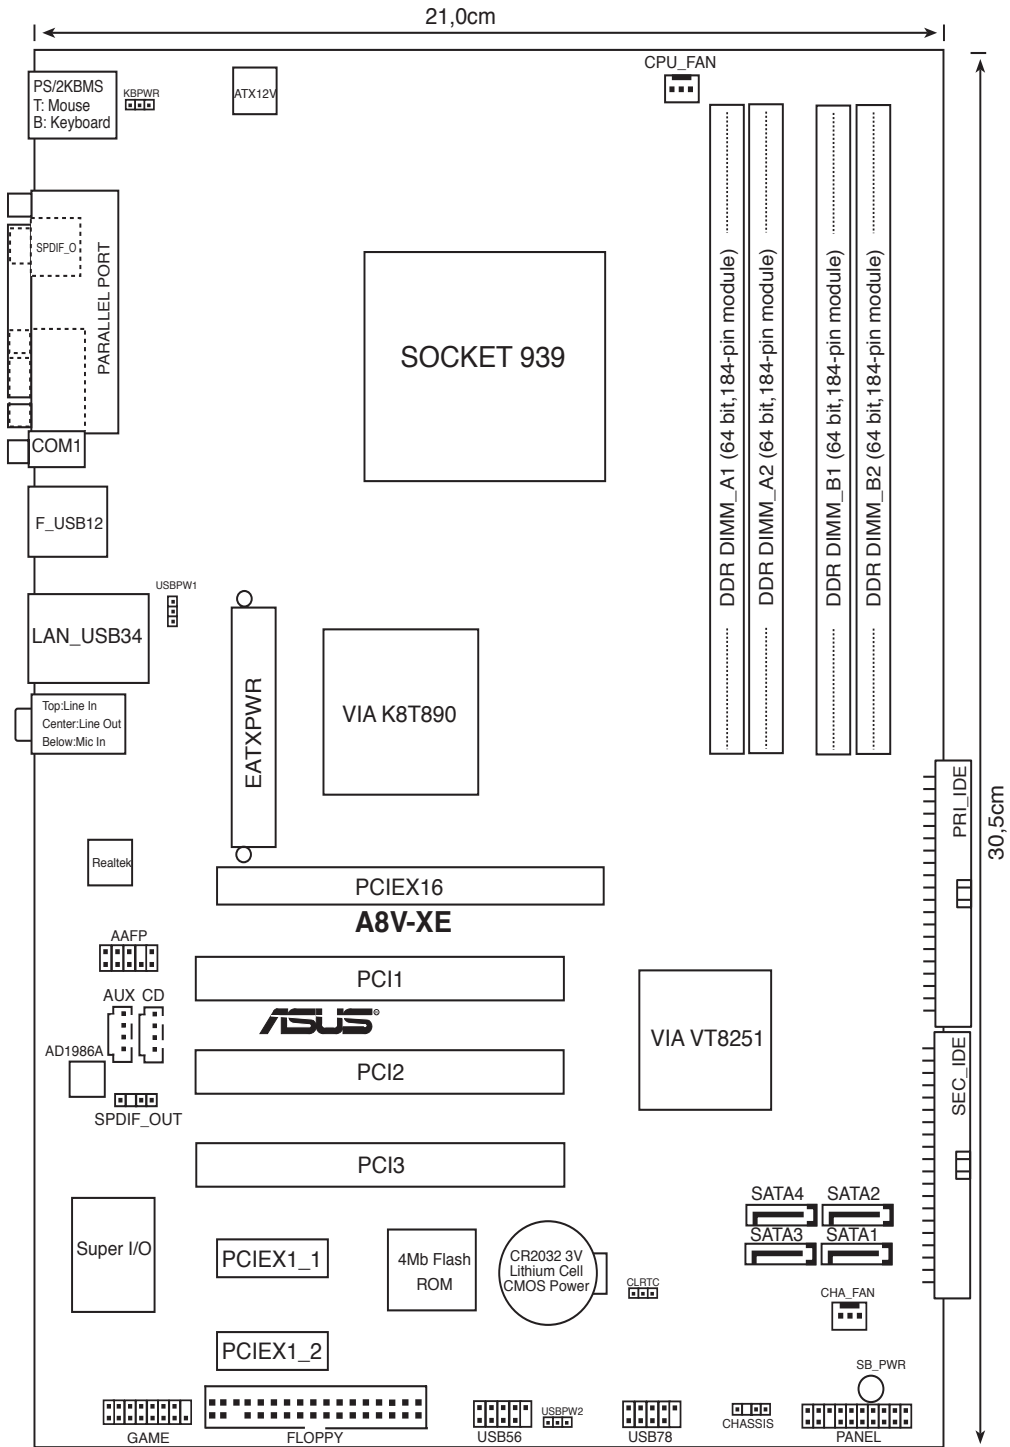 21,0cm
CPU_FAN
PS/2KBMS
T: Mouse
B: Keyboard
KBPWR
ATX12V
SPDIF_O
PARALLEL PORT
DDR DIMM_A1 (64 bit,184-pin module)
DDR DIMM_A2 (64 bit,184-pin module)
DDR DIMM_B1 (64 bit,184-pin module)
DDR DIMM_B2 (64 bit,184-pin module)
SOCKET 939
COM1
F_USB12
USBPW1
LAN_USB34
Top:Line In
Center:Line Out
Below:Mic In
EATXPWR
VIA K8T890
PRI_IDE
30,5cm
Realtek
PCIEX16
A8V-XE
AAFP
PCI1
AUX CD
ASUS®
VIA VT8251
AD1986A
PCI2
SEC_IDE
SPDIF_OUT
PCI3
SATA4 SATA2
SATA3 SATA1
Super I/O
PCIEX1_1
4Mb Flash
ROM
CR2032 3V
Lithium Cell
CMOS Power
CLRTC
CHA_FAN
PCIEX1_2
SB_PWR
GAME
FLOPPY
USB56
USBPW2
USB78
CHASSIS
PANEL